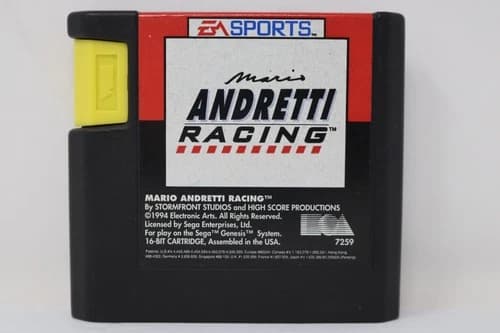 EA SPORTS™
Mario
ANDRETTI
RACING™
MARIO ANDRETTI RACING™
By STORMFRONT STUDIOS and HIGH SCORE PRODUCTIONS
©1994 Electronic Arts. All Rights Reserved.
Licensed by Sega Enterprises, Ltd.
For play on the Sega™ Genesis™ System.
16-BIT CARTRIDGE, Assembled in the USA.
7259
EA